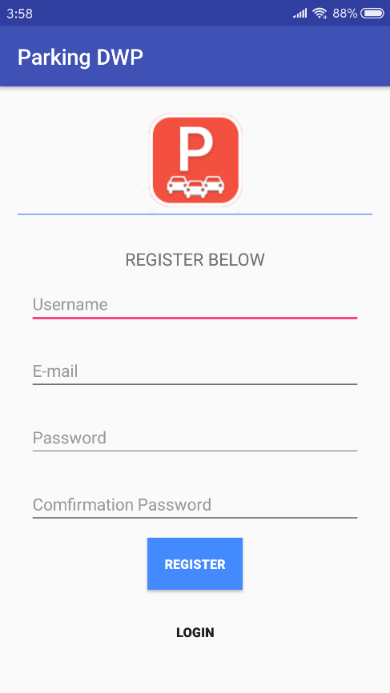 3:58 88%
Parking DWP
P
REGISTER BELOW
Username
E-mail
Password
Comfirmation Password
REGISTER
LOGIN